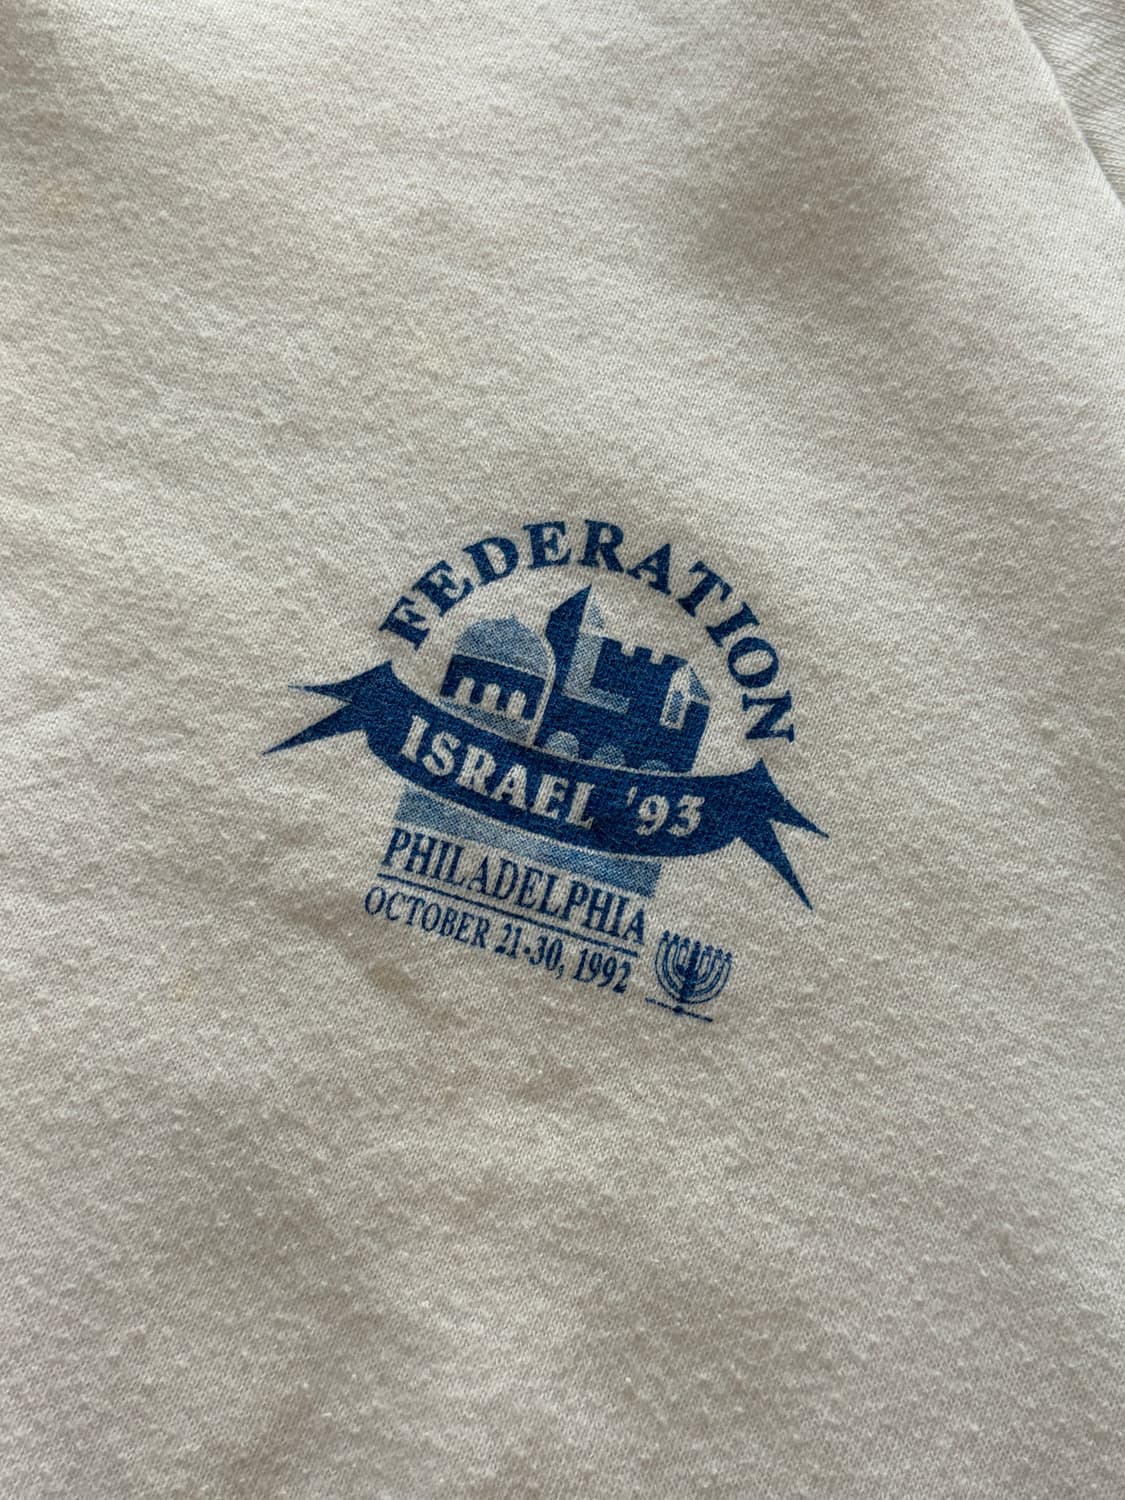 FEDERATION
ISRAEL '93
PHILADELPHIA
OCTOBER 21-30, 1992